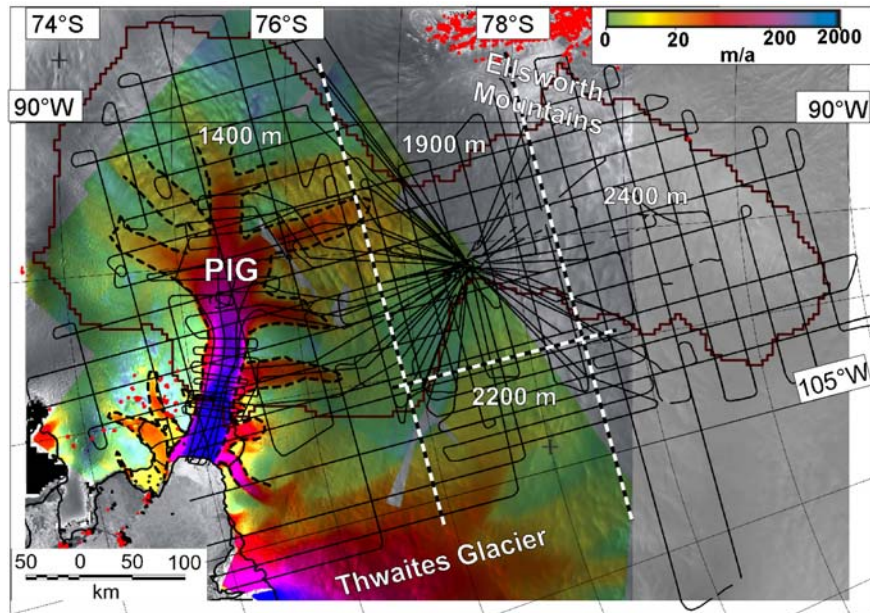 74°S
76°S
78°S
0 20 200 2000
m/a
90°W
90°W
Ellsworth
Mountains
1400 m
1900 m
2400 m
PIG
105°W
2200 m
50 0 50 100
km
Thwaites Glacier